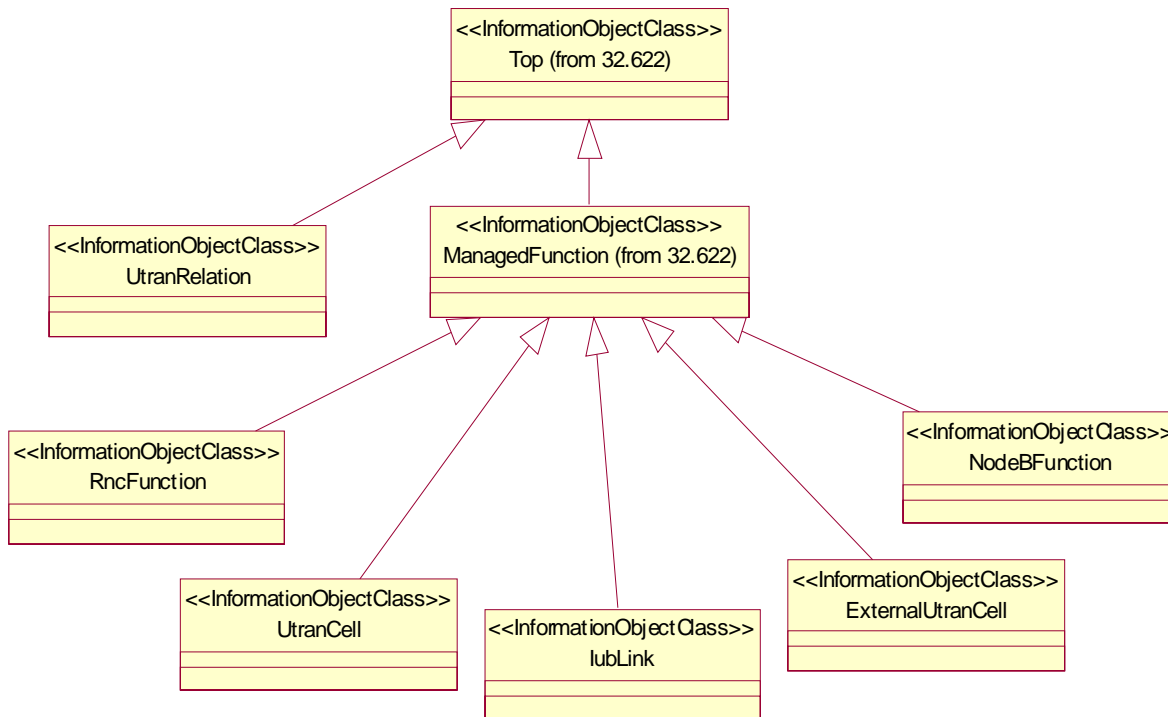 <<InformationObjectClass>>
Top (from 32.622)
<<InformationObjectClass>>
UtranRelation
<<InformationObjectClass>>
ManagedFunction (from 32.622)
<<InformationObjectClass>>
RncFunction
<<InformationObjectClass>>
NodeBFunction
<<InformationObjectClass>>
UtranCell
<<InformationObjectClass>>
IubLink
<<InformationObjectClass>>
ExternalUtranCell